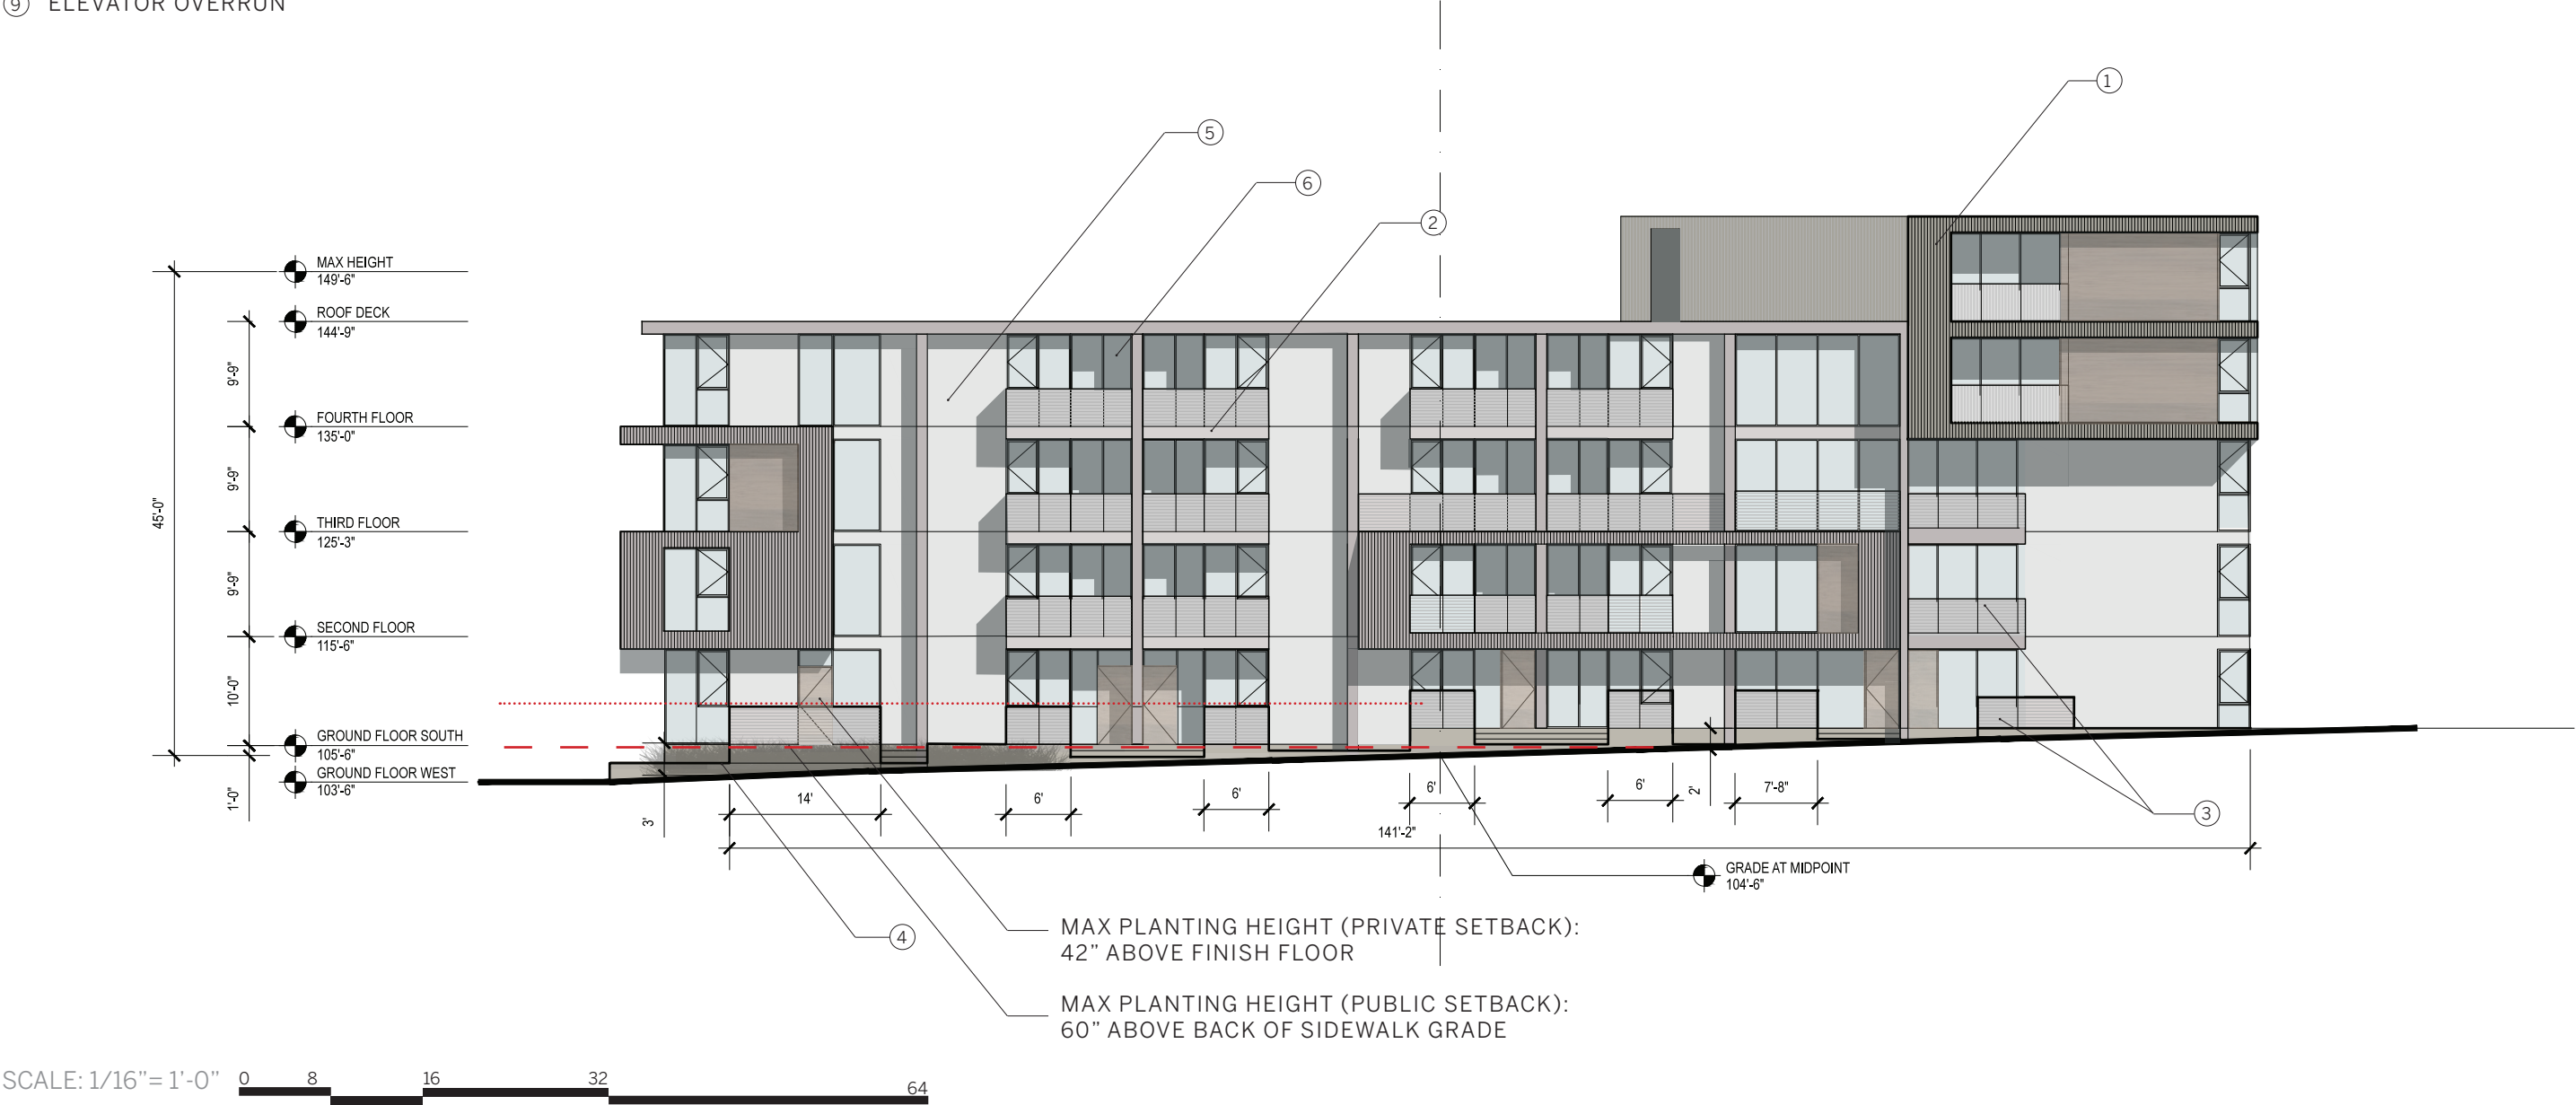 9 ELEVATOR OVERRUN
1
5
6
2
MAX HEIGHT
149'-6"
ROOF DECK
144'-9"
9'-9"
FOURTH FLOOR
135'-0"
9'-9"
45'-0"
THIRD FLOOR
125'-3"
9'-9"
SECOND FLOOR
115'-6"
10'-0"
GROUND FLOOR SOUTH
105'-6"
GROUND FLOOR WEST
103'-6"
1'-0"
3'
14'
6'
6'
6'
6'
2'
7'-8"
3
141'-2"
GRADE AT MIDPOINT
104'-6"
4
MAX PLANTING HEIGHT (PRIVATE SETBACK):
42” ABOVE FINISH FLOOR
MAX PLANTING HEIGHT (PUBLIC SETBACK):
60” ABOVE BACK OF SIDEWALK GRADE
SCALE: 1/16”= 1’-0” 0 8 16 32 64